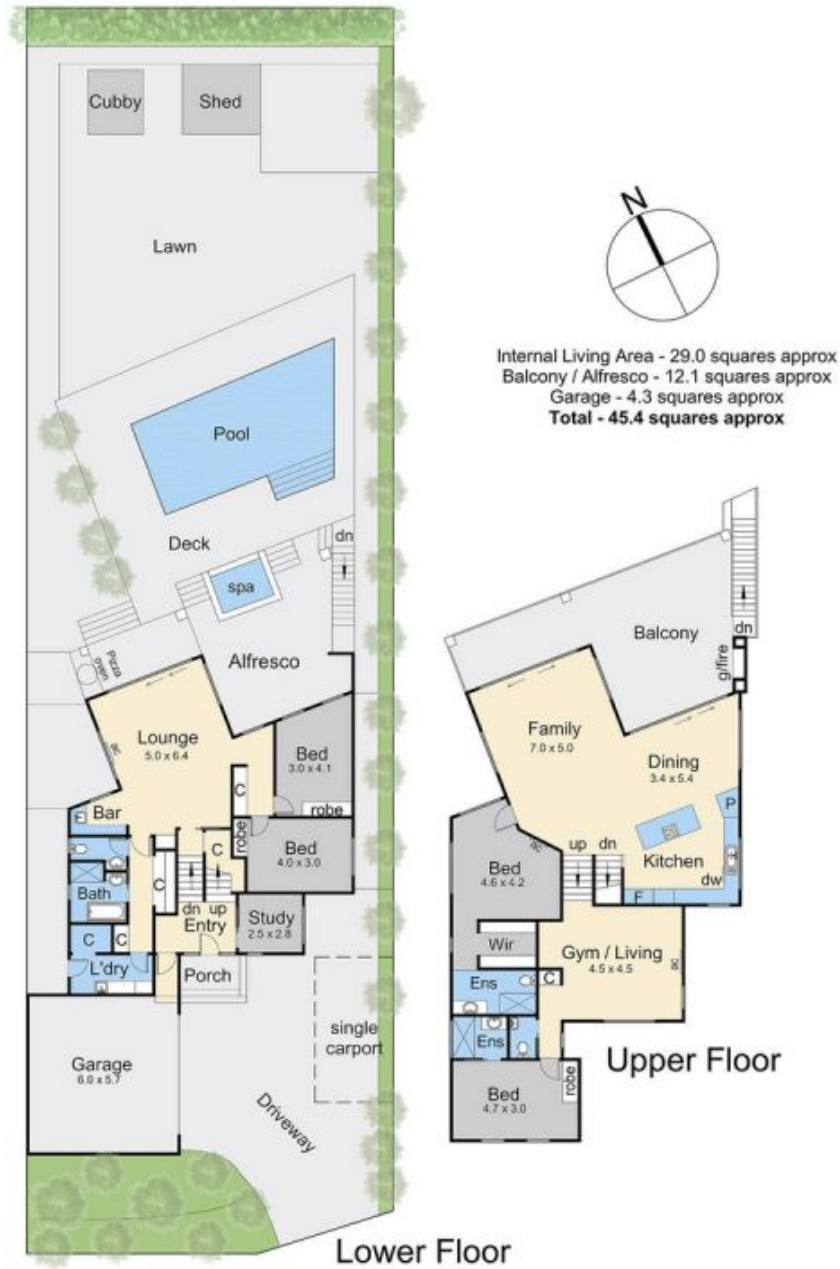 Cubby
Shed
Lawn
Pool
Deck
dn
spa
Pizza
oven
Alfresco
Lounge
5.0 x 6.4
ac
Bed
3.0 x 4.1
robe
C
Bar
robe
Bed
4.0 x 3.0
C
C
Bath
dn up
Entry
Study
2.5 x 2.8
C
C
L'dry
Porch
Garage
6.0 x 5.7
single
carport
Driveway
Lower Floor
N
Internal Living Area - 29.0 squares approx
Balcony / Alfresco - 12.1 squares approx
Garage - 4.3 squares approx
Total - 45.4 squares approx
Balcony
dn
g/fire
Family
7.0 x 5.0
Dining
3.4 x 5.4
P
ac
up dn
Kitchen
dw
F
Bed
4.6 x 4.2
Wir
Gym / Living
4.5 x 4.5
ac
Ens
C
Ens
Bed
4.7 x 3.0
robe
Upper Floor